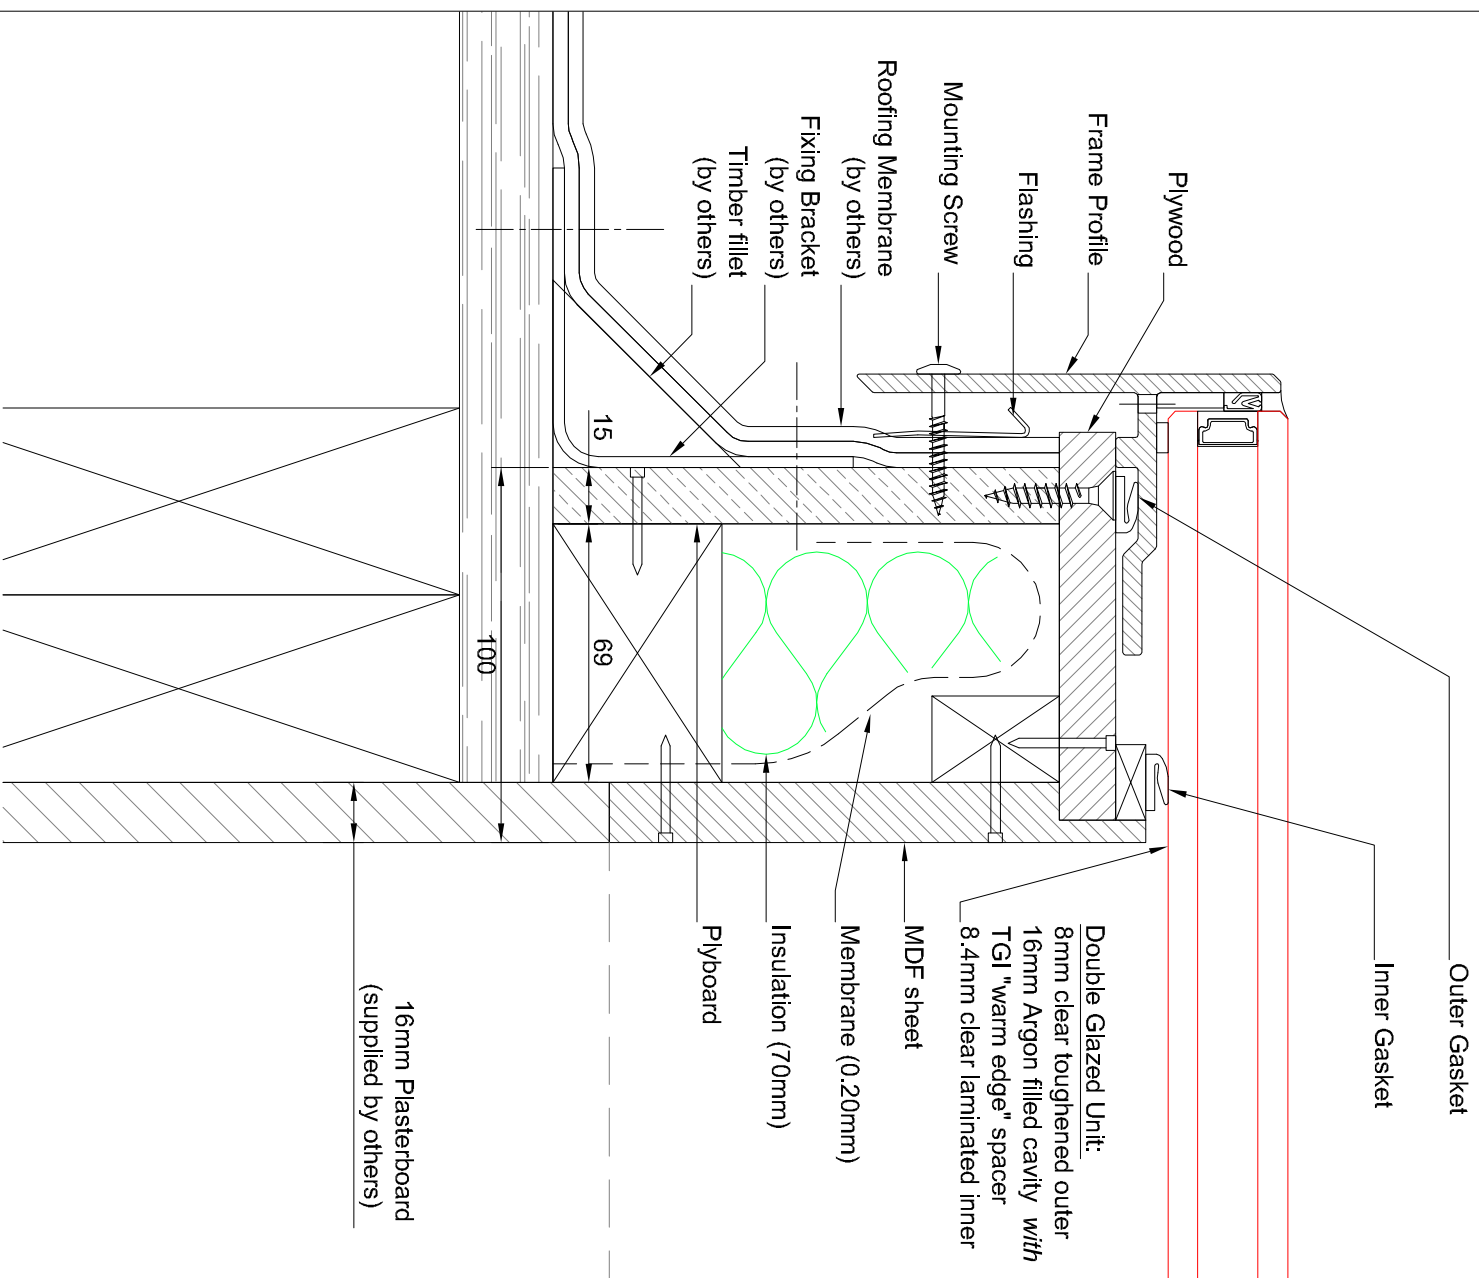 Outer Gasket
Inner Gasket
Plywood
Frame Profile
Flashing
Mounting Screw
Roofing Membrane
(by others)
Fixing Bracket
(by others)
Timber fillet
(by others)
Double Glazed Unit:
8mm clear toughened outer
16mm Argon filled cavity with
TGI "warm edge" spacer
8.4mm clear laminated inner
MDF sheet
Membrane (0.20mm)
Insulation (70mm)
Plyboard
15
69
100
16mm Plasterboard
(supplied by others)